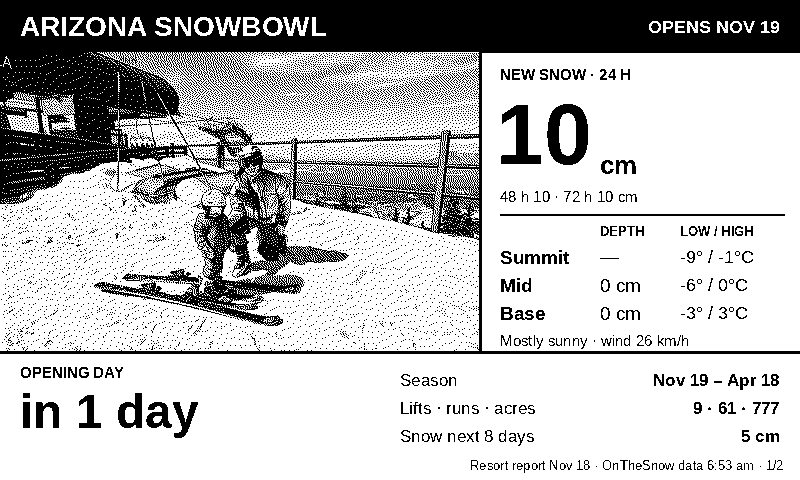 ARIZONA SNOWBOWL
OPENS NOV 19
A
NEW SNOW · 24 H
10 cm
48 h 10 · 72 h 10 cm
DEPTH LOW / HIGH
Summit — -9° / -1°C
Mid 0 cm -6° / 0°C
Base 0 cm -3° / 3°C
Mostly sunny · wind 26 km/h
OPENING DAY
in 1 day
Season Nov 19 – Apr 18
Lifts · runs · acres 9 · 61 · 777
Snow next 8 days 5 cm
Resort report Nov 18 · OnTheSnow data 6:53 am · 1/2